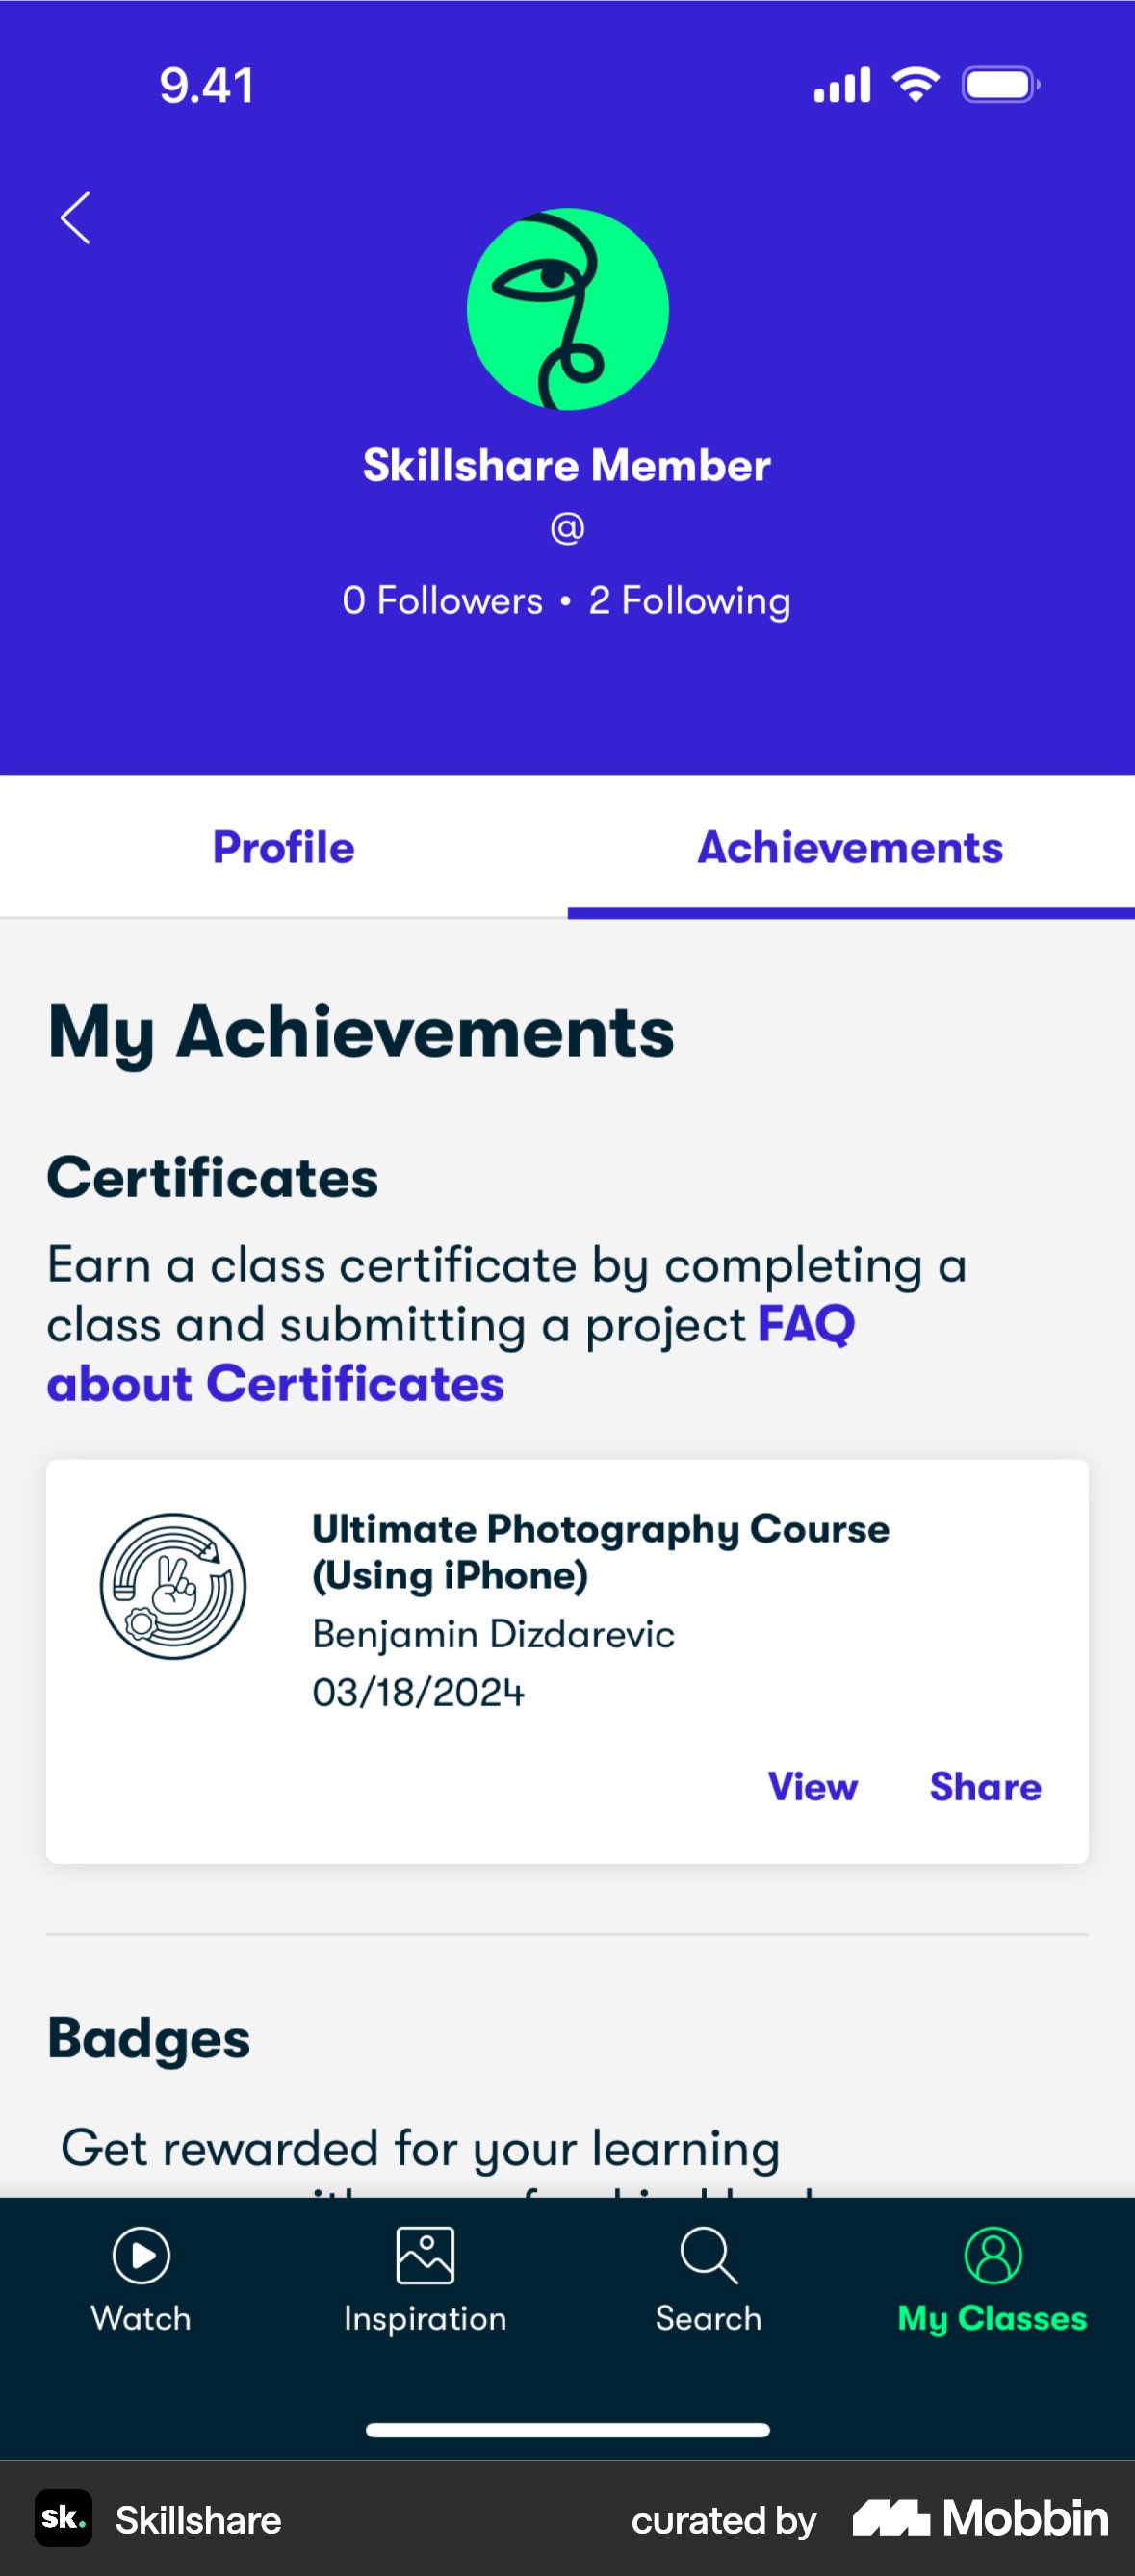 9.41
Skillshare Member
@
0 Followers • 2 Following
Profile
Achievements
My Achievements
Certificates
Earn a class certificate by completing a
class and submitting a project FAQ
about Certificates
Ultimate Photography Course
(Using iPhone)
Benjamin Dizdarevic
03/18/2024
View
Share
Badges
Get rewarded for your learning
Watch
Inspiration
Search
My Classes
sk.
Skillshare
curated by
Mobbin